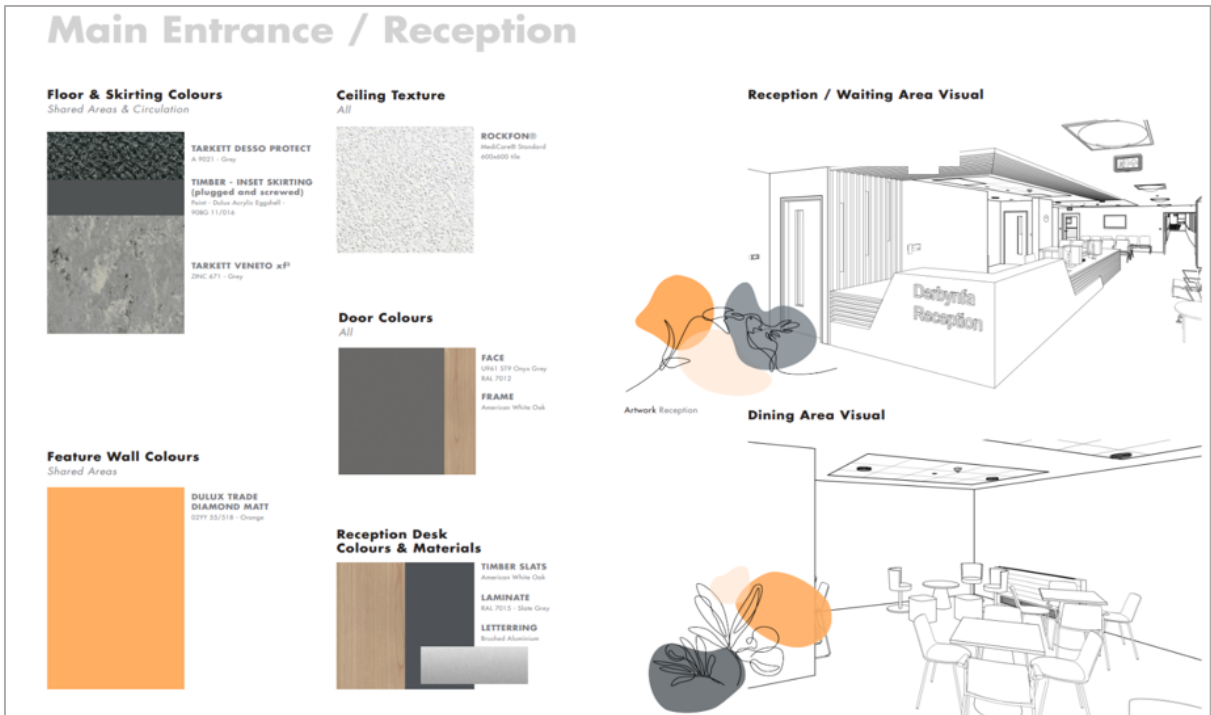 Main Entrance / Reception
Floor & Skirting Colours
Shared Areas & Circulation
TARKETT DESSO PROTECT
A 9021 - Grey
TIMBER - INSET SKIRTING
(plugged and screwed)
Paint - Dulux Acrylic Eggshell -
90BG 11/016
TARKETT VENETO xf²
ZINC 671 - Grey
Feature Wall Colours
Shared Areas
DULUX TRADE
DIAMOND MATT
02YY 55/518 - Orange
Ceiling Texture
All
ROCKFON®
MediCare® Standard
600x600 tile
Door Colours
All
FACE
U961 ST9 Onyx Grey
RAL 7012
FRAME
American White Oak
Reception Desk
Colours & Materials
TIMBER SLATS
American White Oak
LAMINATE
RAL 7015 - Slate Grey
LETTERRING
Brushed Aluminium
Reception / Waiting Area Visual
Derbynfa
Reception
Artwork Reception
Dining Area Visual